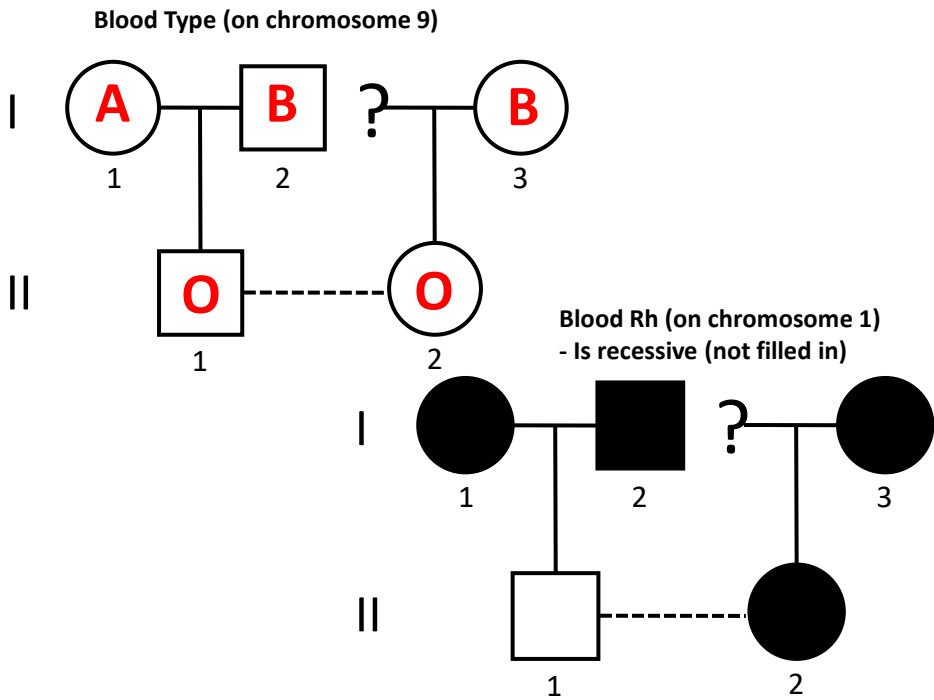 Blood Type (on chromosome 9)
I
A
B
?
B
1
2
3
II
O
O
1
2
Blood Rh (on chromosome 1)
- Is recessive (not filled in)
I
?
1
2
3
II
1
2